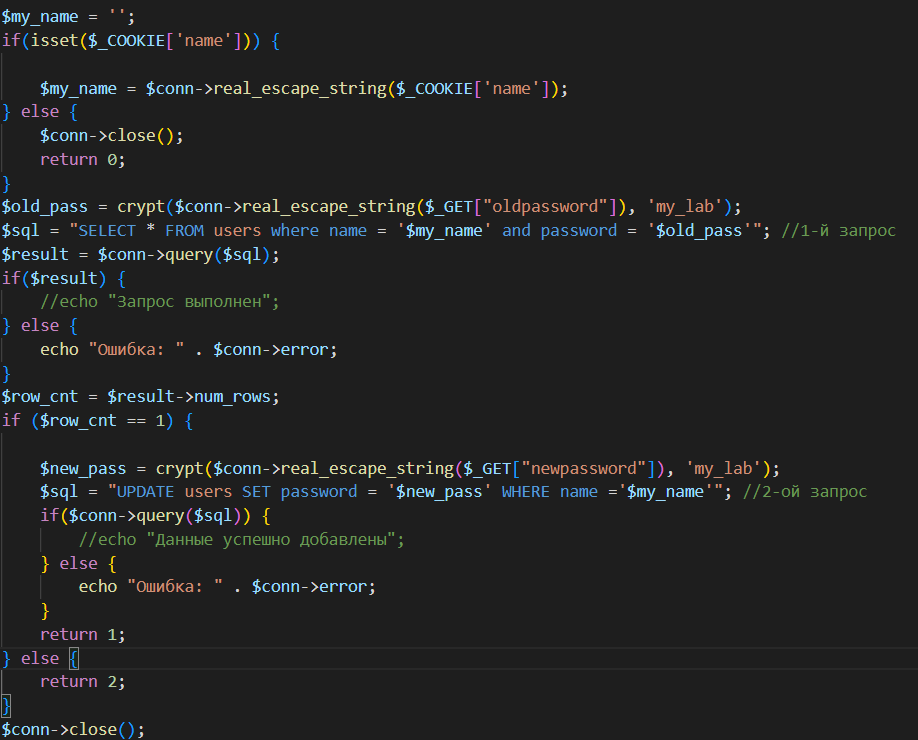 $my_name = '';
if(isset($_COOKIE['name'])) {
$my_name = $conn->real_escape_string($_COOKIE['name']);
} else {
$conn->close();
return 0;
}
$old_pass = crypt($conn->real_escape_string($_GET["oldpassword"]), 'my_lab');
$sql = "SELECT * FROM users where name = '$my_name' and password = '$old_pass'"; //1-й запрос
$result = $conn->query($sql);
if($result) {
//echo "Запрос выполнен";
} else {
echo "Ошибка: " . $conn->error;
}
$row_cnt = $result->num_rows;
if ($row_cnt == 1) {
$new_pass = crypt($conn->real_escape_string($_GET["newpassword"]), 'my_lab');
$sql = "UPDATE users SET password = '$new_pass' WHERE name ='$my_name'"; //2-ой запрос
if($conn->query($sql)) {
//echo "Данные успешно добавлены";
} else {
echo "Ошибка: " . $conn->error;
}
return 1;
} else {
return 2;
}
$conn->close();